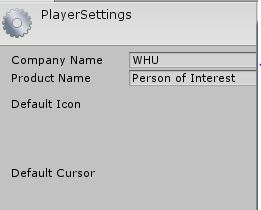 PlayerSettings
Company Name WHU
Product Name Person of Interest
Default Icon
Default Cursor